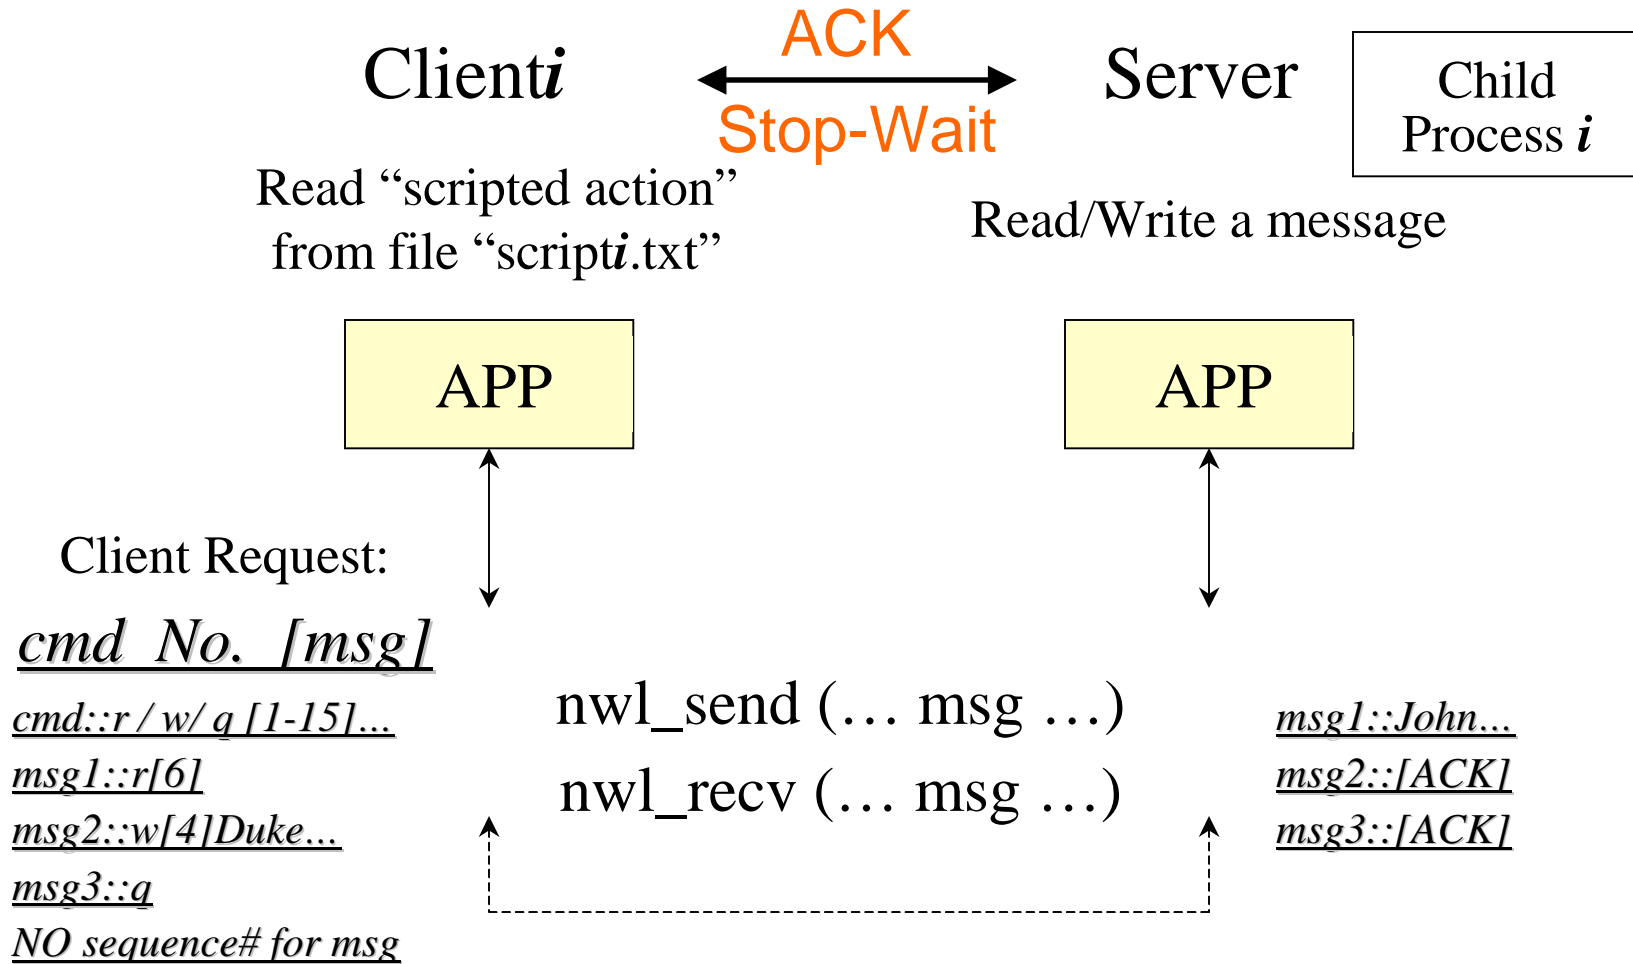 ACK
Clienti
Server
Stop-Wait
Child
Process i
Read “scripted action”
from file “scripti.txt”
Read/Write a message
APP
APP
Client Request:
cmd No. [msg]
cmd::r / w/ q [1-15]…
msg1::r[6]
msg2::w[4]Duke…
msg3::q
NO sequence# for msg
nwl_send (… msg …)
nwl_recv (… msg …)
msg1::John…
msg2::[ACK]
msg3::[ACK]